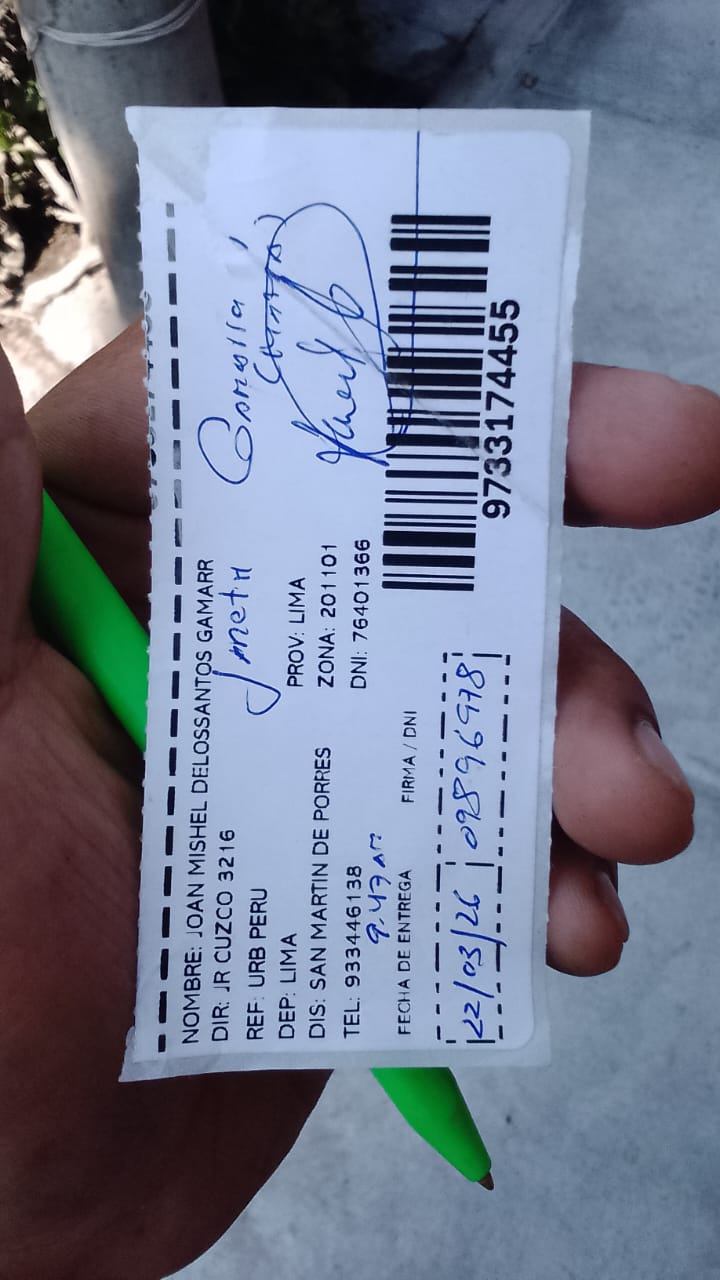 NOMBRE: JOAN MISHEL DELOSSANTOS GAMARR
DIR: JR CUZCO 3216
REF: URB PERU
DEP: LIMA PROV: LIMA
DIS: SAN MARTIN DE PORRES ZONA: 201101
TEL: 933446138 DNI: 76401366
9:47 AM
FECHA DE ENTREGA FIRMA / DNI
22/03/26 09896978
9733174455